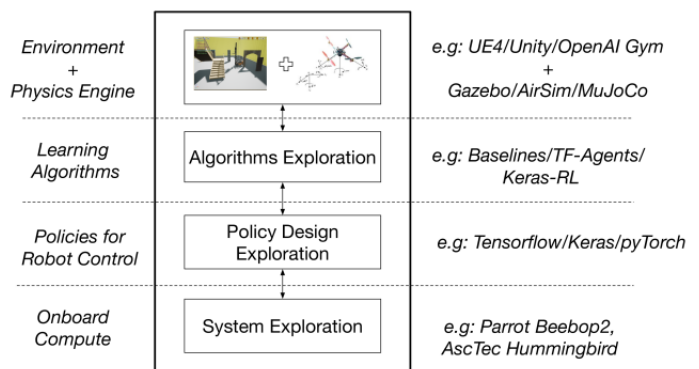 Environment
+
Physics Engine
e.g: UE4/Unity/OpenAI Gym
+
Gazebo/AirSim/MuJoCo
Learning
Algorithms
Algorithms Exploration
e.g: Baselines/TF-Agents/
Keras-RL
Policies for
Robot Control
Policy Design
Exploration
e.g: Tensorflow/Keras/pyTorch
Onboard
Compute
System Exploration
e.g: Parrot Beebop2,
AscTec Hummingbird